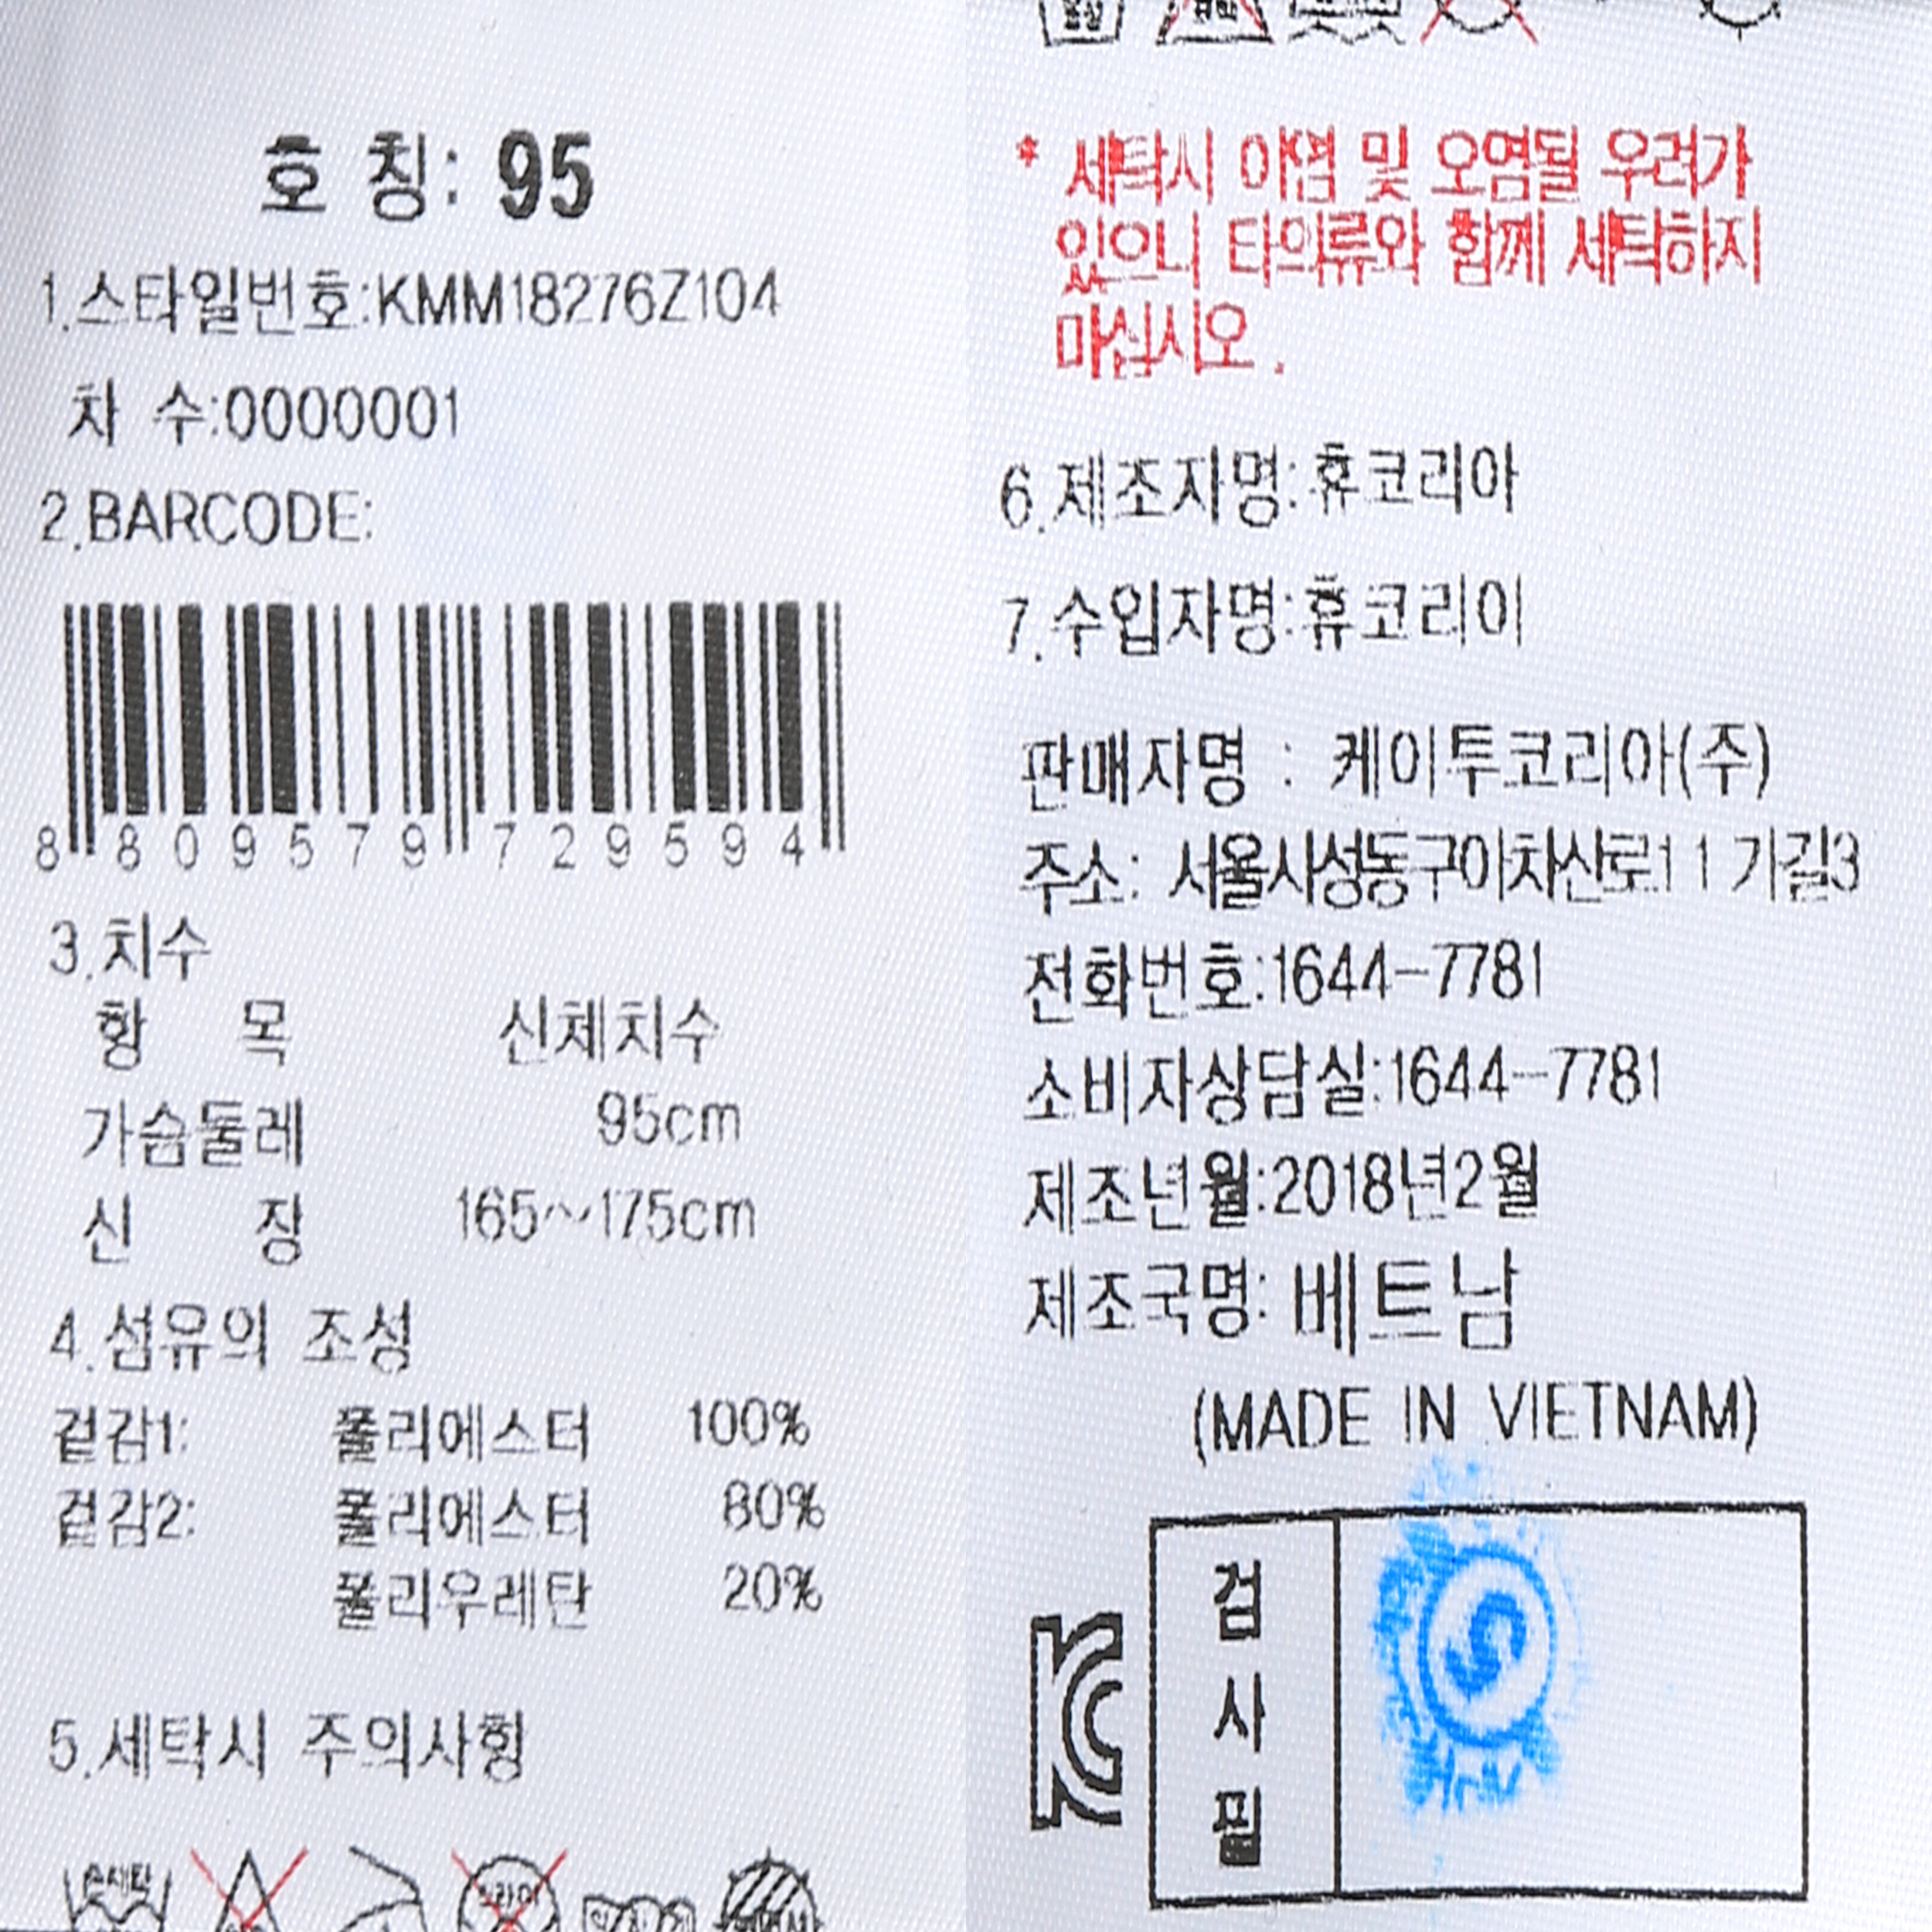 호 칭: 95
1.스타일번호:KMM18276Z104
차 수:0000001
2.BARCODE:
8 809579 729594
3.치수
항 목 신체치수
가슴둘레 95cm
신 장 165~175cm
4.섬유의 조성
겉감1: 폴리에스터 100%
겉감2: 폴리에스터 80%
폴리우레탄 20%
5.세탁시 주의사항
손세탁
* 세탁시 이염 및 오염될 우려가
있으니 타의류와 함께 세탁하지
마십시오.
6.제조자명:휴코리아
7.수입자명:휴코리아
판매자명 : 케이투코리아(주)
주소: 서울시성동구아차산로11가길3
전화번호:1644-7781
소비자상담실:1644-7781
제조년월:2018년2월
제조국명: 베트남
(MADE IN VIETNAM)
검
사
필
KC
S